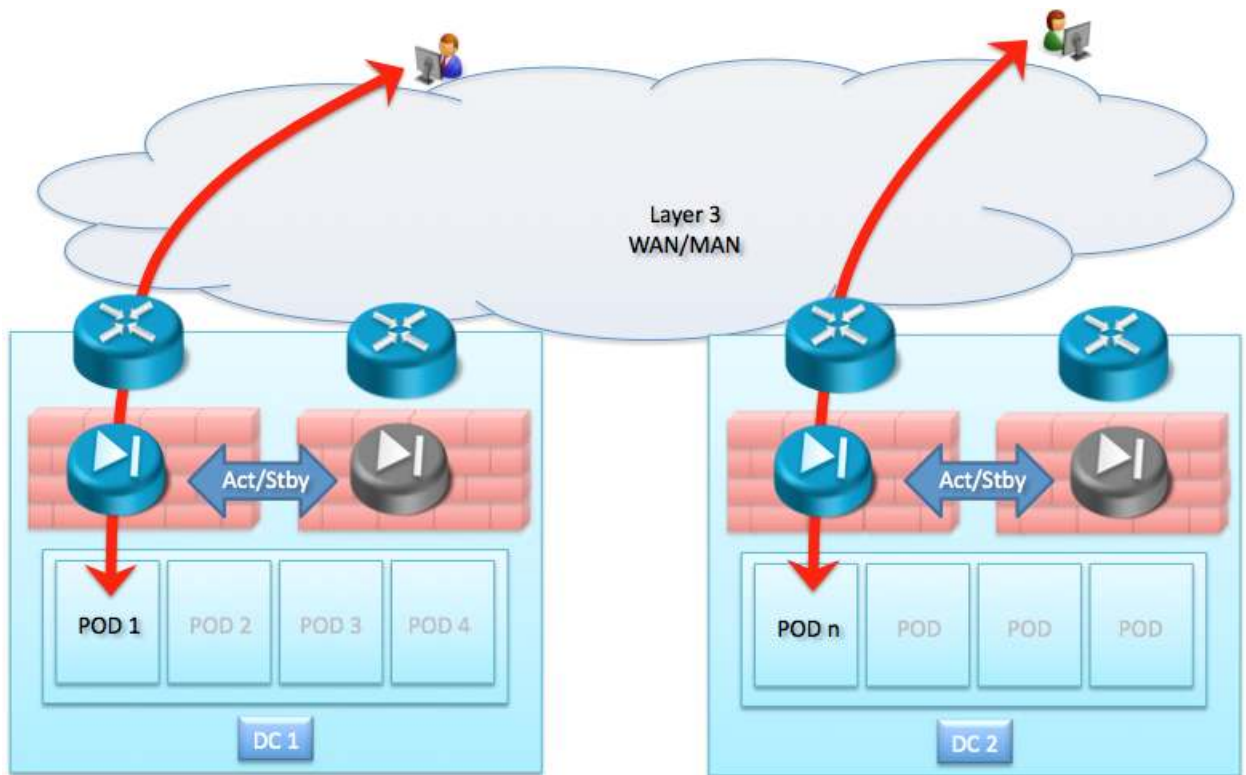 Layer 3
WAN/MAN
Act/Stby
Act/Stby
POD 1
POD 2
POD 3
POD 4
POD n
POD
POD
POD
DC 1
DC 2